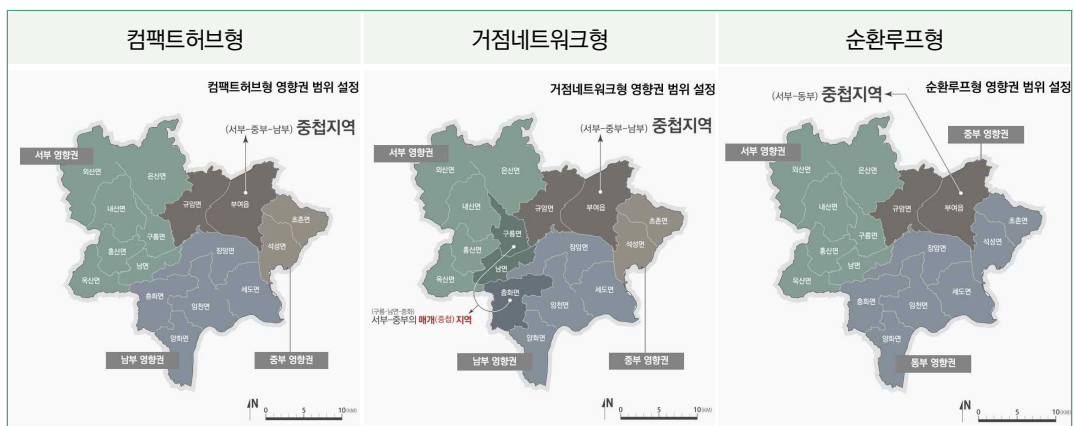 컴팩트허브형
거점네트워크형
순환루프형
컴팩트허브형 영향권 범위 설정
(서부-중부-남부) 중첩지역
서부 영향권
외산면
은산면
내산면
규암면
부여읍
초촌면
구룡면
석성면
홍산면
장암면
남면
옥산면
세도면
충화면
임천면
양화면
남부 영향권
중부 영향권
N
0 5 10(KM)
거점네트워크형 영향권 범위 설정
(서부-중부-남부) 중첩지역
서부 영향권
외산면
은산면
내산면
규암면
부여읍
초촌면
구룡면
석성면
홍산면
장암면
남면
옥산면
세도면
충화면
임천면
(구룡-남면-충화)
서부-중부의 매개(중첩) 지역
양화면
남부 영향권
중부 영향권
N
0 5 10(KM)
순환루프형 영향권 범위 설정
(서부-동부) 중첩지역
중부 영향권
서부 영향권
외산면
은산면
내산면
규암면
부여읍
초촌면
구룡면
석성면
홍산면
장암면
남면
옥산면
세도면
충화면
임천면
양화면
동부 영향권
N
0 5 10(KM)